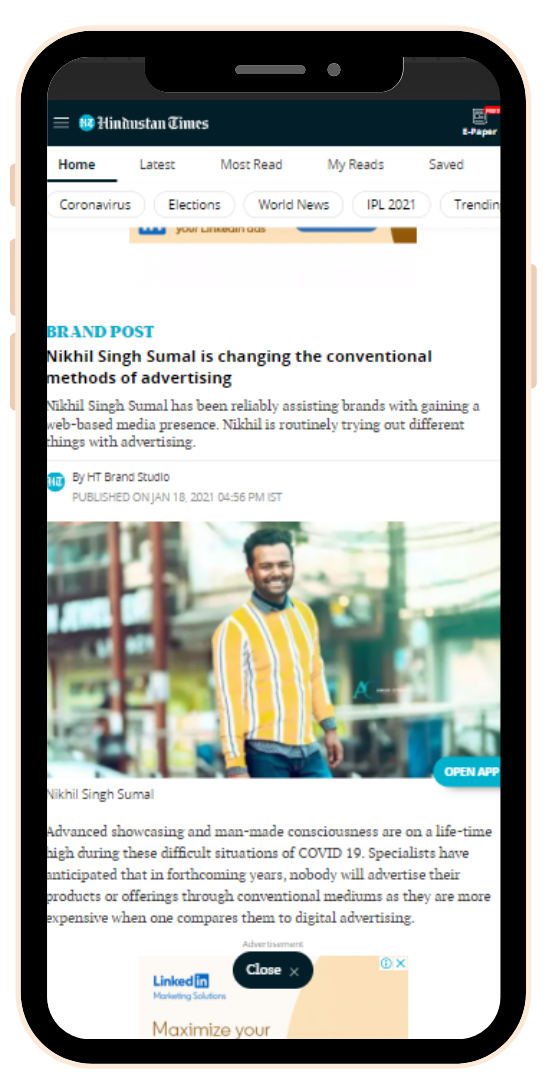 Hindustan Times
E-Paper
Home Latest Most Read My Reads Saved
Coronavirus Elections World News IPL 2021 Trendin
your LinkedIn ads
BRAND POST
Nikhil Singh Sumal is changing the conventional
methods of advertising
Nikhil Singh Sumal has been reliably assisting brands with gaining a
web-based media presence. Nikhil is routinely trying out different
things with advertising.
HT
By HT Brand Studio
PUBLISHED ON JAN 18, 2021 04:56 PM IST
OPEN APP
Nikhil Singh Sumal
Advanced showcasing and man-made consciousness are on a life-time
high during these difficult situations of COVID 19. Specialists have
anticipated that in forthcoming years, nobody will advertise their
products or offerings through conventional mediums as they are more
expensive when one compares them to digital advertising.
Advertisement
Close ×
Linked in
Marketing Solutions
Maximize your